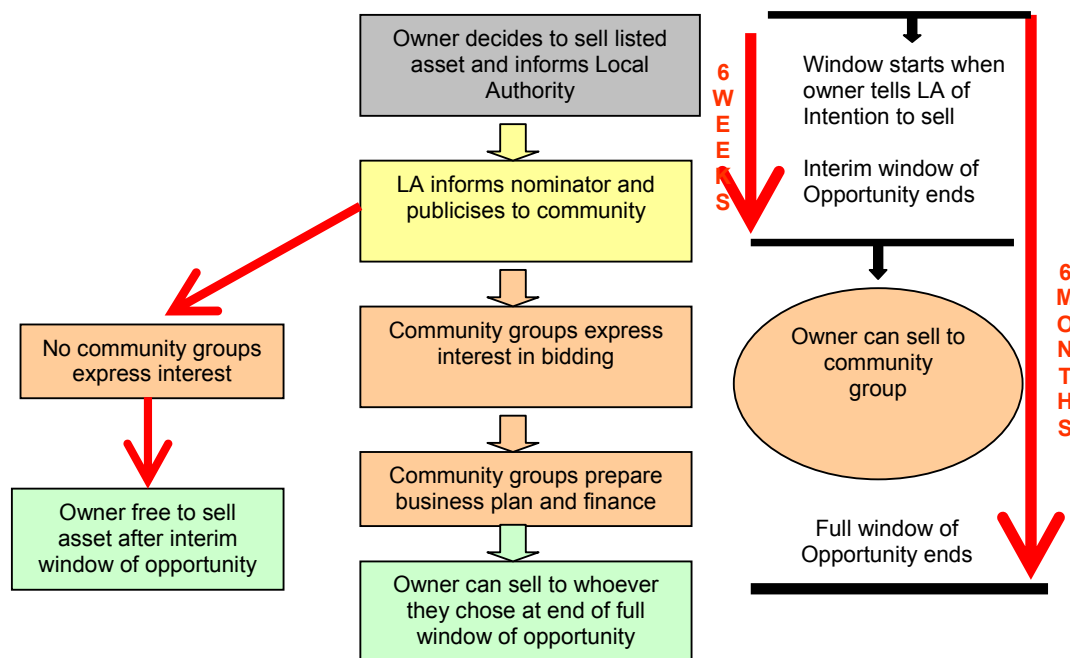 Owner decides to sell listed
asset and informs Local
Authority
LA informs nominator and
publicises to community
No community groups
express interest
Owner free to sell
asset after interim
window of opportunity
Community groups express
interest in bidding
Community groups prepare
business plan and finance
Owner can sell to whoever
they chose at end of full
window of opportunity
6
W
E
E
K
S
Window starts when
owner tells LA of
Intention to sell
Interim window of
Opportunity ends
Owner can sell to
community
group
Full window of
Opportunity ends
6
M
O
N
T
H
S